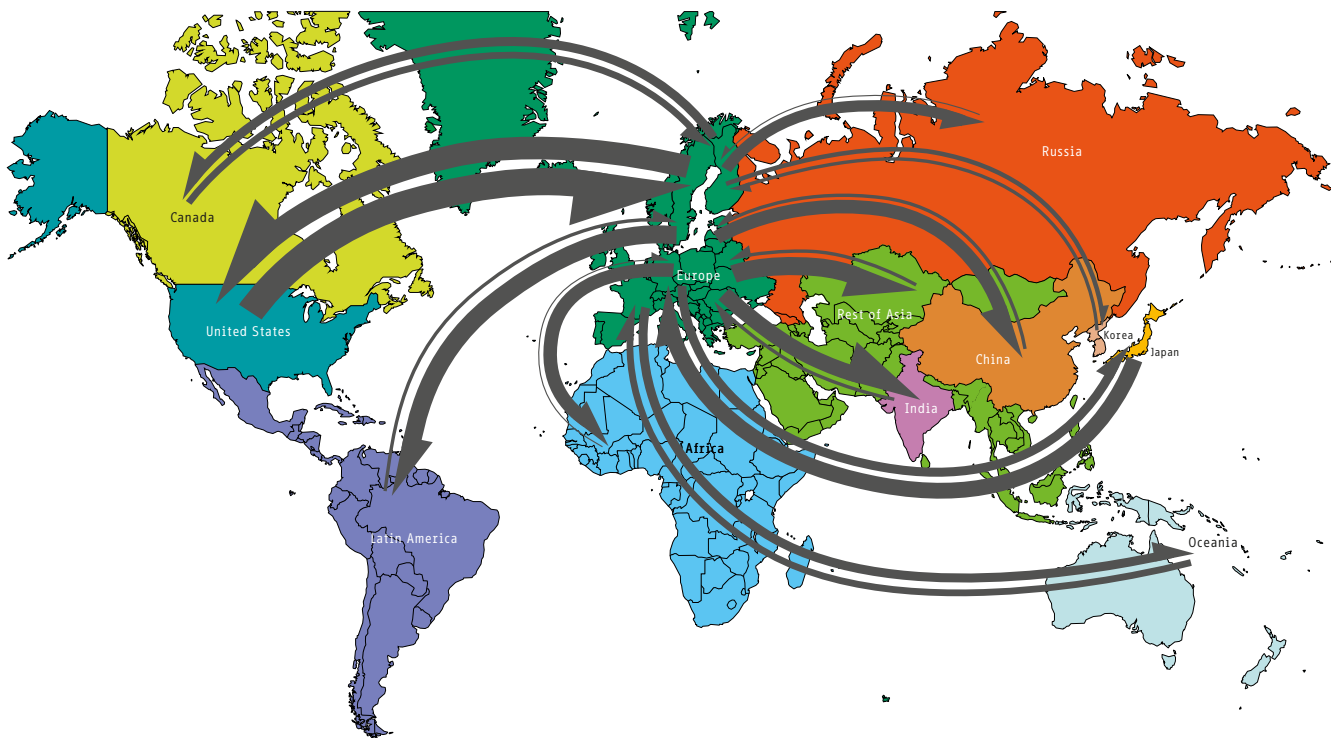 Russia
Canada
Europe
Rest of Asia
United States
Korea
Japan
China
India
Africa
Latin America
Oceania